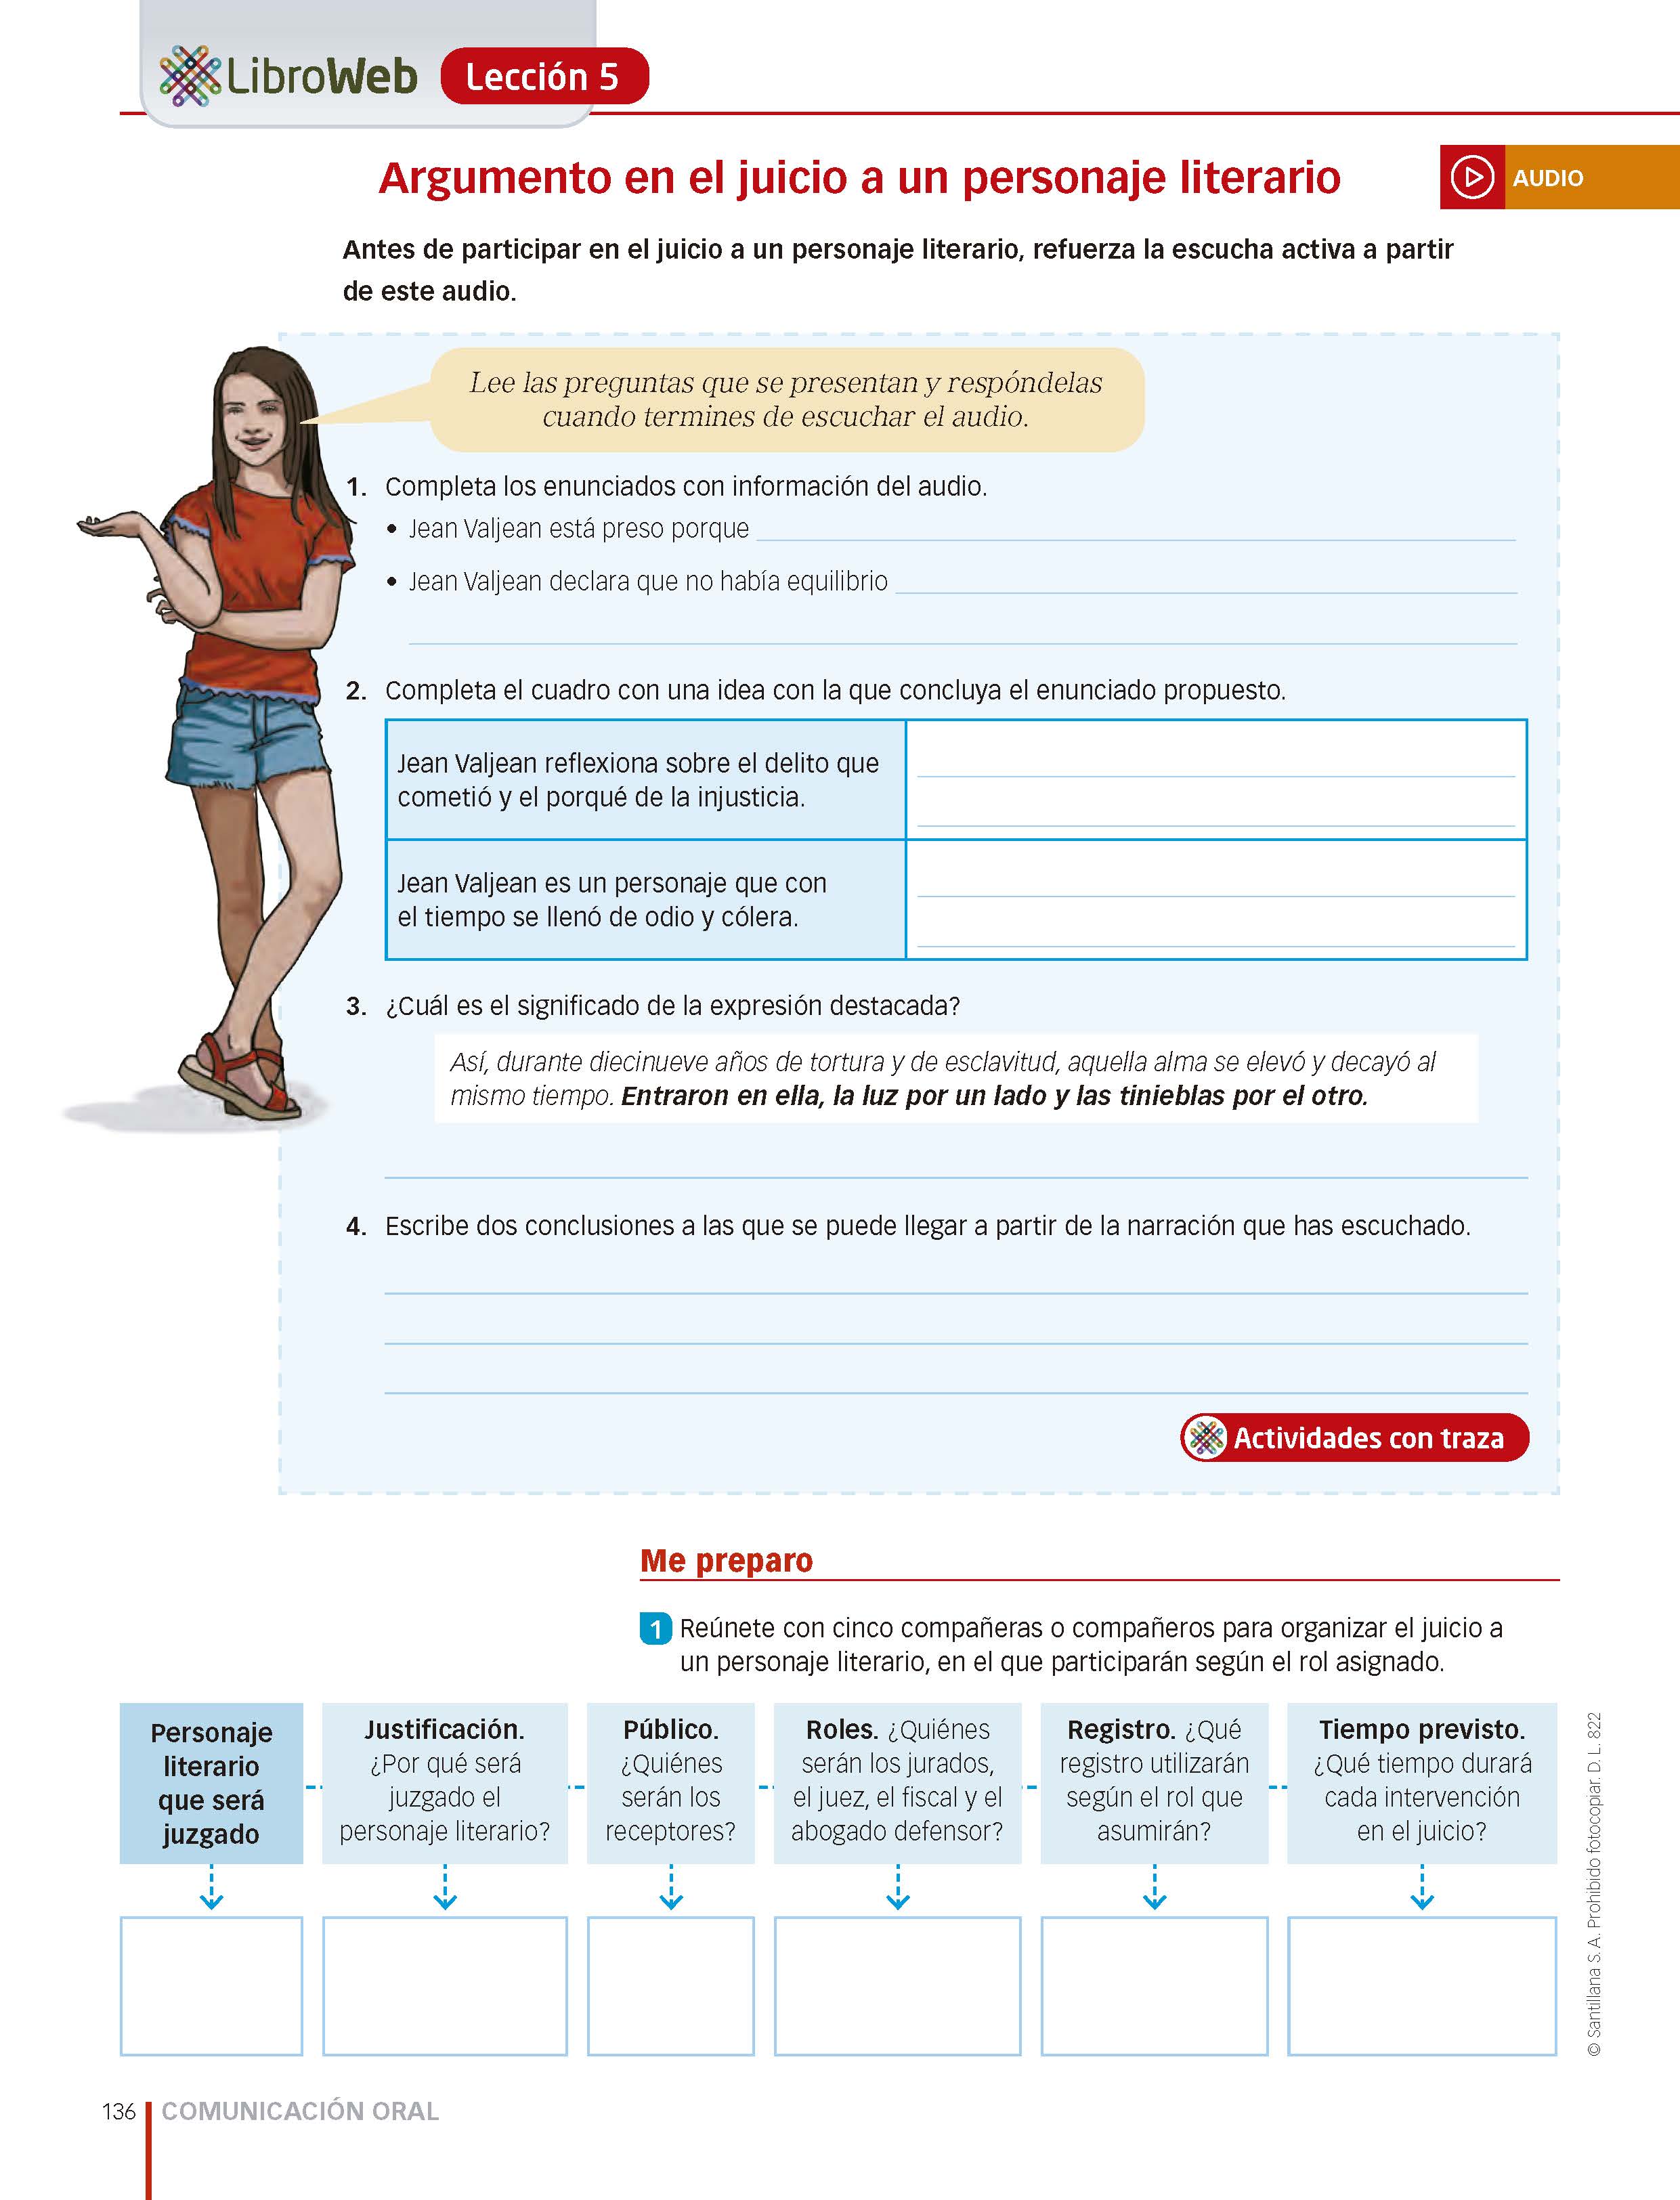 LibroWeb Lección 5
Argumento en el juicio a un personaje literario
AUDIO
Antes de participar en el juicio a un personaje literario, refuerza la escucha activa a partir
de este audio.
Lee las preguntas que se presentan y respóndelas
cuando termines de escuchar el audio.
1. Completa los enunciados con información del audio.
• Jean Valjean está preso porque
• Jean Valjean declara que no había equilibrio
2. Completa el cuadro con una idea con la que concluya el enunciado propuesto.
Jean Valjean reflexiona sobre el delito que
cometió y el porqué de la injusticia.
Jean Valjean es un personaje que con
el tiempo se llenó de odio y cólera.
3. ¿Cuál es el significado de la expresión destacada?
Así, durante diecinueve años de tortura y de esclavitud, aquella alma se elevó y decayó al
mismo tiempo. Entraron en ella, la luz por un lado y las tinieblas por el otro.
4. Escribe dos conclusiones a las que se puede llegar a partir de la narración que has escuchado.
Actividades con traza
Me preparo
1 Reúnete con cinco compañeras o compañeros para organizar el juicio a
un personaje literario, en el que participarán según el rol asignado.
Personaje
literario
que será
juzgado
Justificación.
¿Por qué será
juzgado el
personaje literario?
Público.
¿Quiénes
serán los
receptores?
Roles. ¿Quiénes
serán los jurados,
el juez, el fiscal y el
abogado defensor?
Registro. ¿Qué
registro utilizarán
según el rol que
asumirán?
Tiempo previsto.
¿Qué tiempo durará
cada intervención
en el juicio?
© Santillana S. A. Prohibido fotocopiar. D. L. 822
136 COMUNICACIÓN ORAL